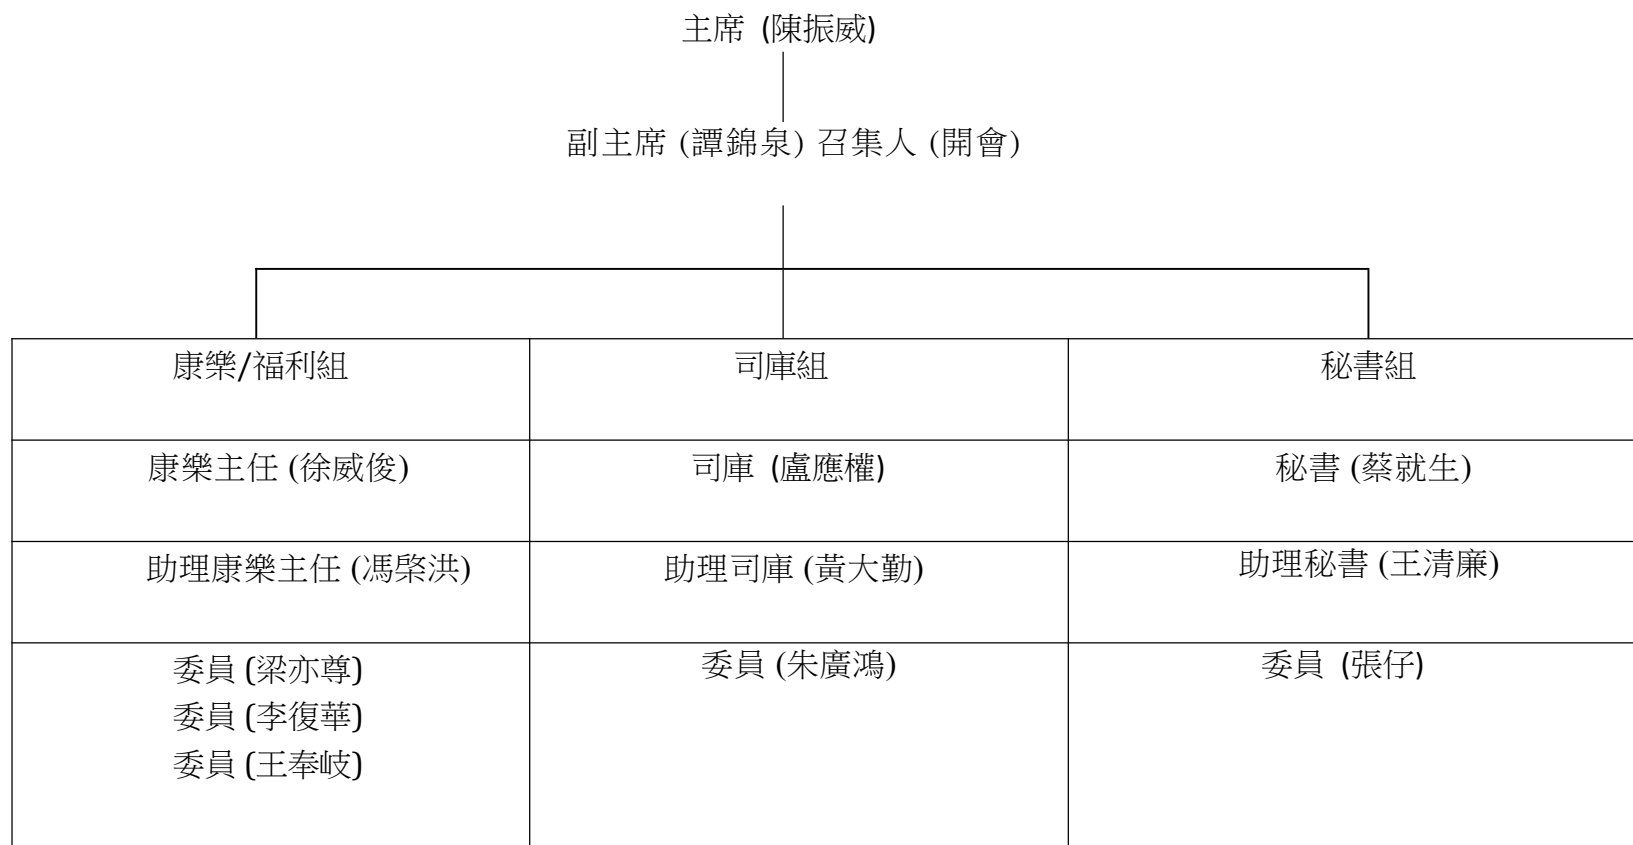 主席 (陳振威)
副主席 (譚錦泉) 召集人 (開會)
康樂/福利組 司庫組 秘書組
康樂主任 (徐威俊) 司庫 (盧應權) 秘書 (蔡就生)
助理康樂主任 (馮棨洪) 助理司庫 (黃大勤) 助理秘書 (王清廉)
委員 (梁亦尊) 委員 (朱廣鴻) 委員 (張仔)
委員 (李復華)
委員 (王奉岐)